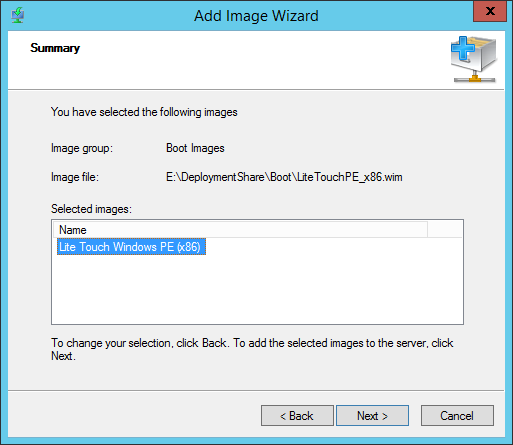 Add Image Wizard
X
Summary
You have selected the following images
Image group: Boot Images
Image file: E:\DeploymentShare\Boot\LiteTouchPE_x86.wim
Selected images:
Name
Lite Touch Windows PE (x86)
To change your selection, click Back. To add the selected images to the server, click
Next.
< Back Next > Cancel